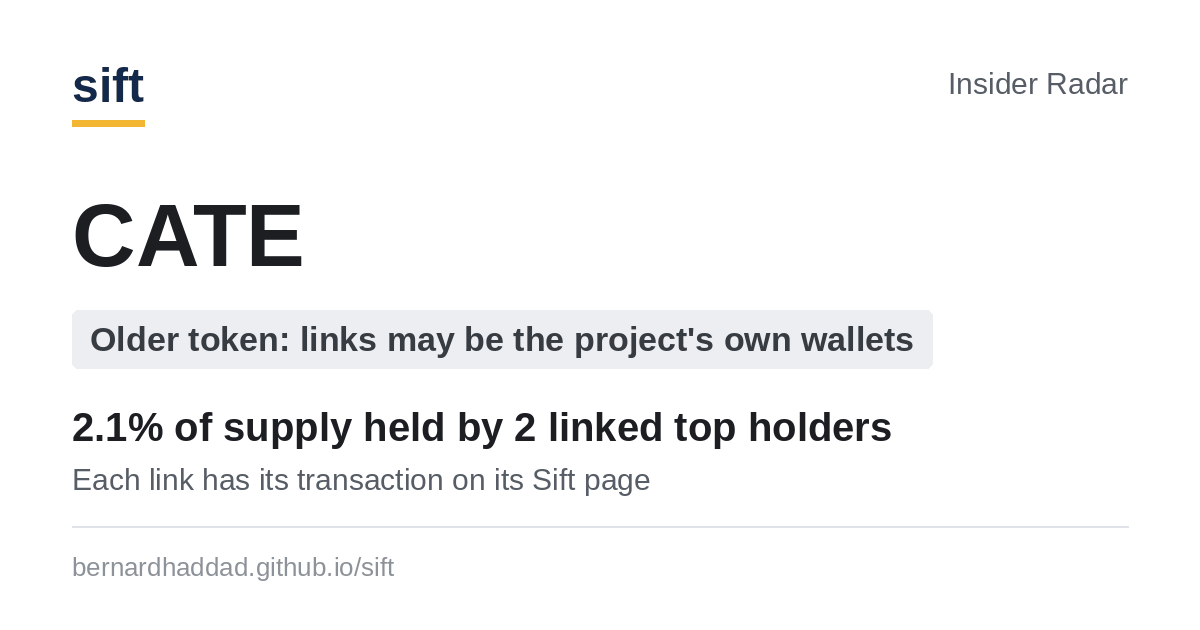 sift
Insider Radar
CATE
Older token: links may be the project's own wallets
2.1% of supply held by 2 linked top holders
Each link has its transaction on its Sift page
bernardhaddad.github.io/sift